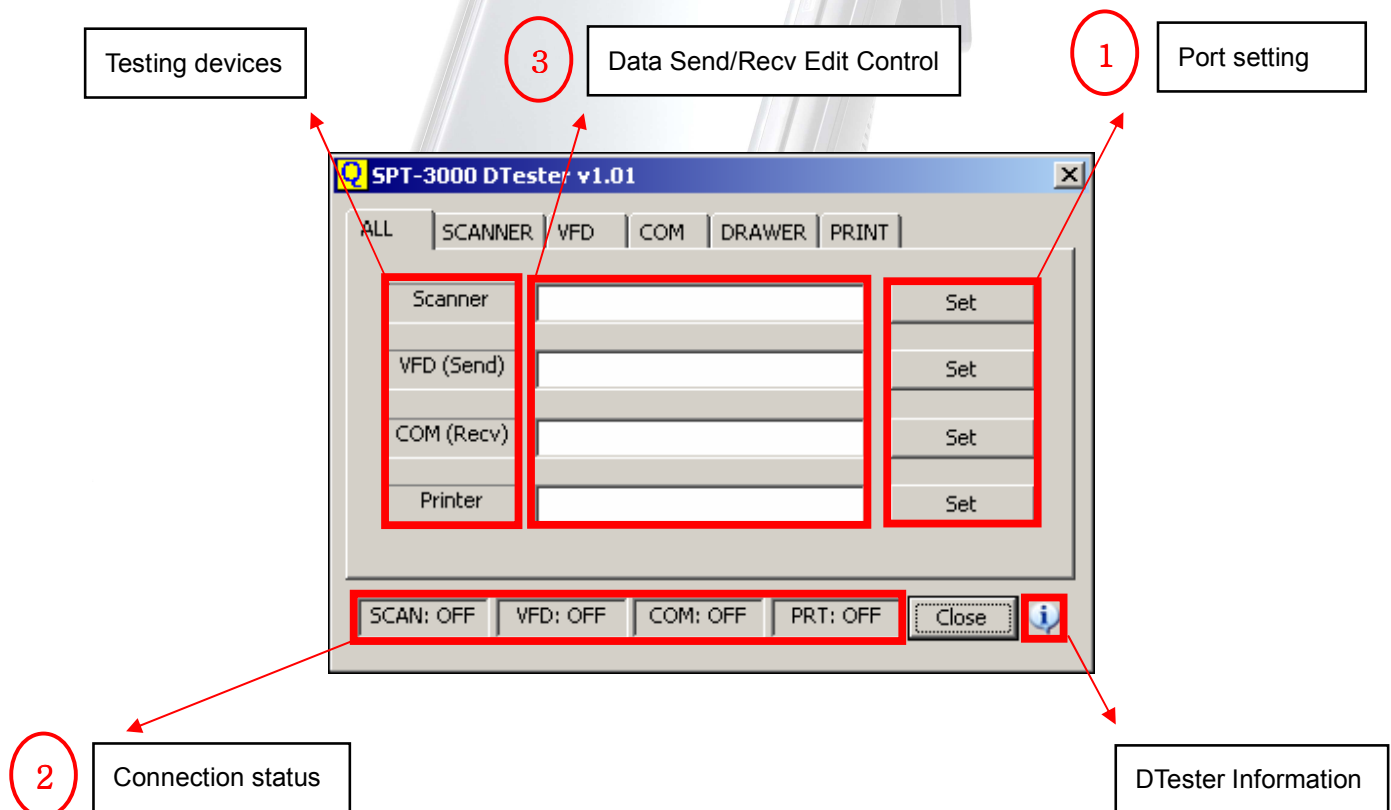 Testing devices
3
Data Send/Recv Edit Control
1
Port setting
Q SPT-3000 DTester v1.01
ALL SCANNER VFD COM DRAWER PRINT
Scanner Set
VFD (Send) Set
COM (Recv) Set
Printer Set
SCAN: OFF VFD: OFF COM: OFF PRT: OFF Close i
2
Connection status
DTester Information